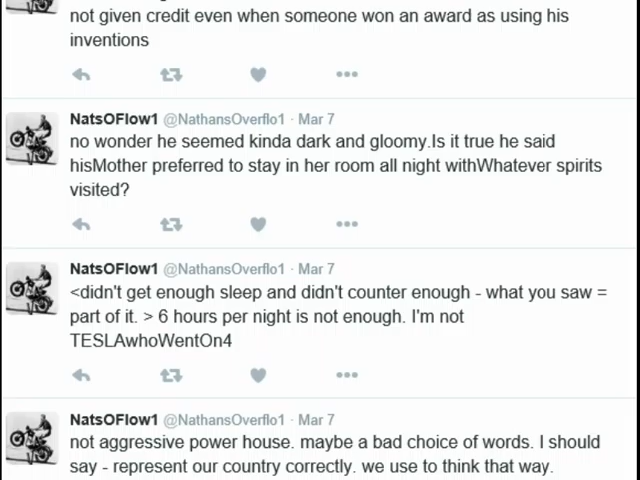 not given credit even when someone won an award as using his
inventions
NatsOFlow1 @NathansOverflo1 · Mar 7
no wonder he seemed kinda dark and gloomy.Is it true he said
hisMother preferred to stay in her room all night withWhatever spirits
visited?
NatsOFlow1 @NathansOverflo1 · Mar 7
<didn't get enough sleep and didn't counter enough - what you saw =
part of it. > 6 hours per night is not enough. I'm not
TESLAwhoWentOn4
NatsOFlow1 @NathansOverflo1 · Mar 7
not aggressive power house. maybe a bad choice of words. I should
say - represent our country correctly. we use to think that way.